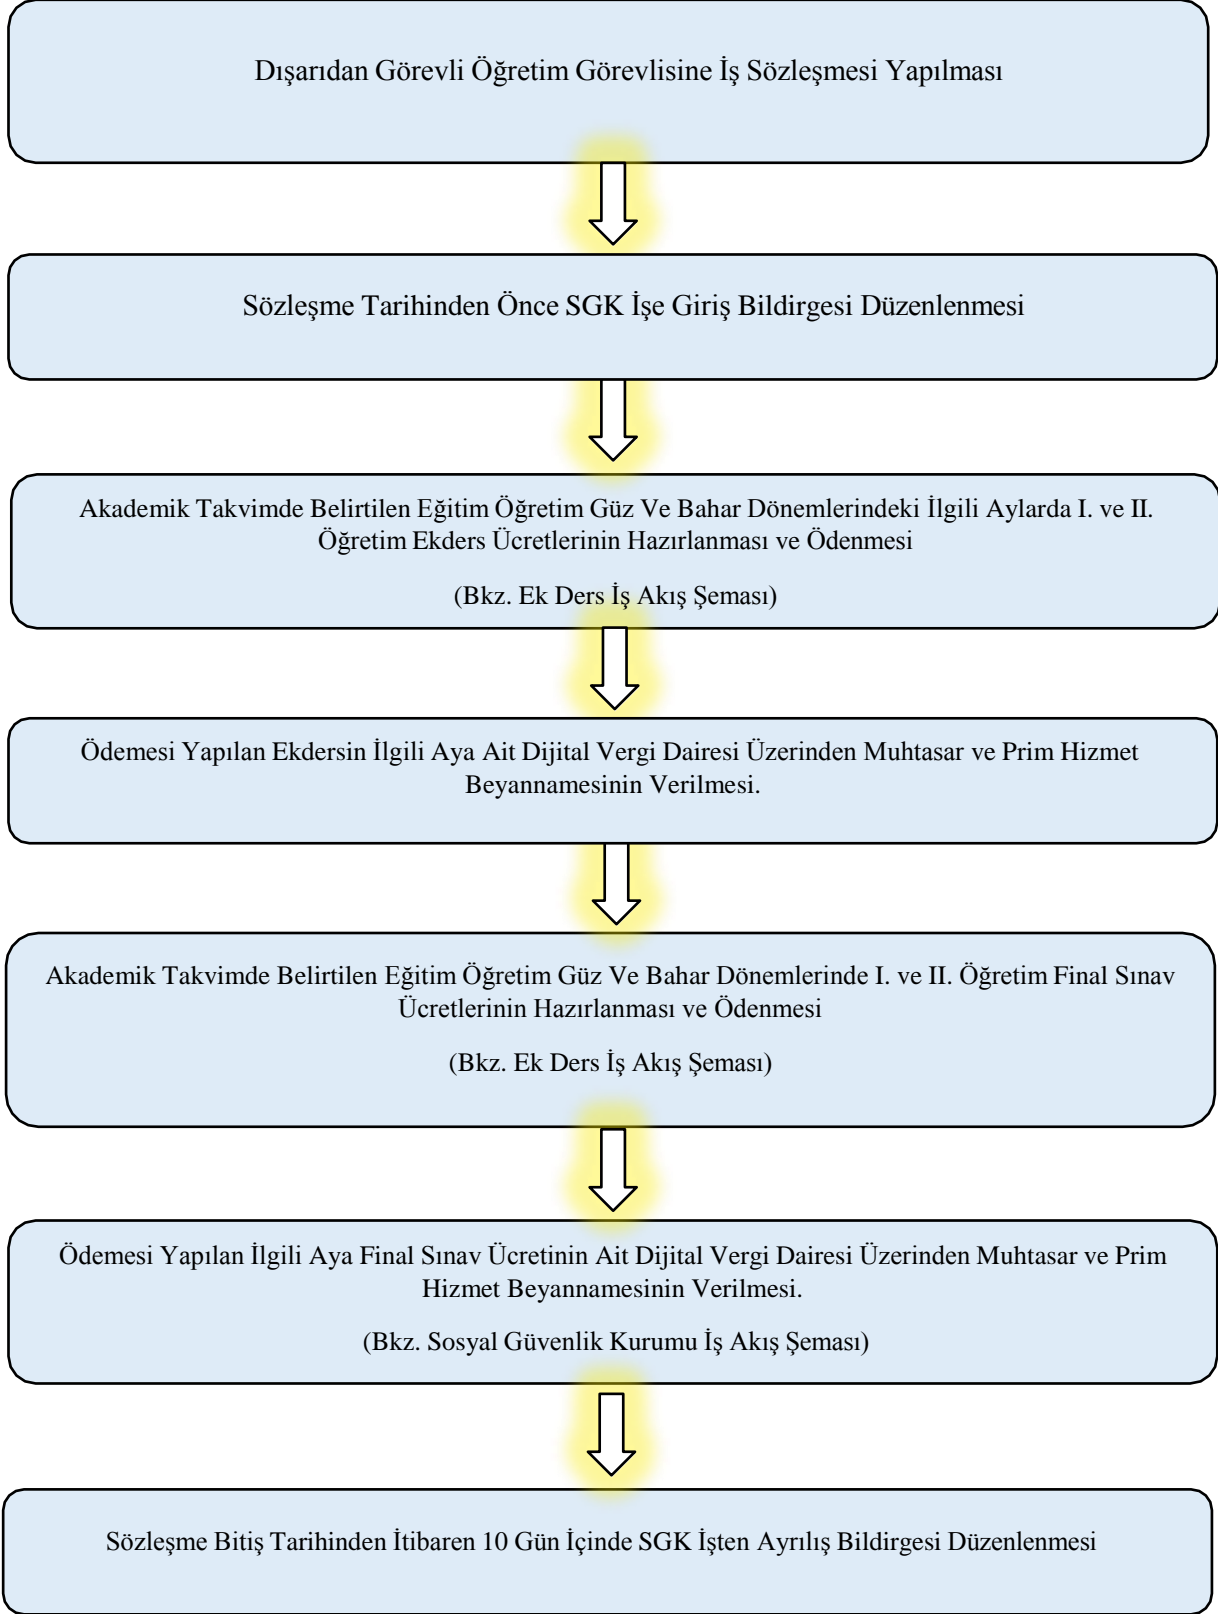 Dışarıdan Görevli Öğretim Görevlisine İş Sözleşmesi Yapılması
Sözleşme Tarihinden Önce SGK İşe Giriş Bildirgesi Düzenlenmesi
Akademik Takvimde Belirtilen Eğitim Öğretim Güz Ve Bahar Dönemlerindeki İlgili Aylarda I. ve II.
Öğretim Ekders Ücretlerinin Hazırlanması ve Ödenmesi
(Bkz. Ek Ders İş Akış Şeması)
Ödemesi Yapılan Ekdersin İlgili Aya Ait Dijital Vergi Dairesi Üzerinden Muhtasar ve Prim Hizmet
Beyannamesinin Verilmesi.
Akademik Takvimde Belirtilen Eğitim Öğretim Güz Ve Bahar Dönemlerinde I. ve II. Öğretim Final Sınav
Ücretlerinin Hazırlanması ve Ödenmesi
(Bkz. Ek Ders İş Akış Şeması)
Ödemesi Yapılan İlgili Aya Final Sınav Ücretinin Ait Dijital Vergi Dairesi Üzerinden Muhtasar ve Prim
Hizmet Beyannamesinin Verilmesi.
(Bkz. Sosyal Güvenlik Kurumu İş Akış Şeması)
Sözleşme Bitiş Tarihinden İtibaren 10 Gün İçinde SGK İşten Ayrılış Bildirgesi Düzenlenmesi